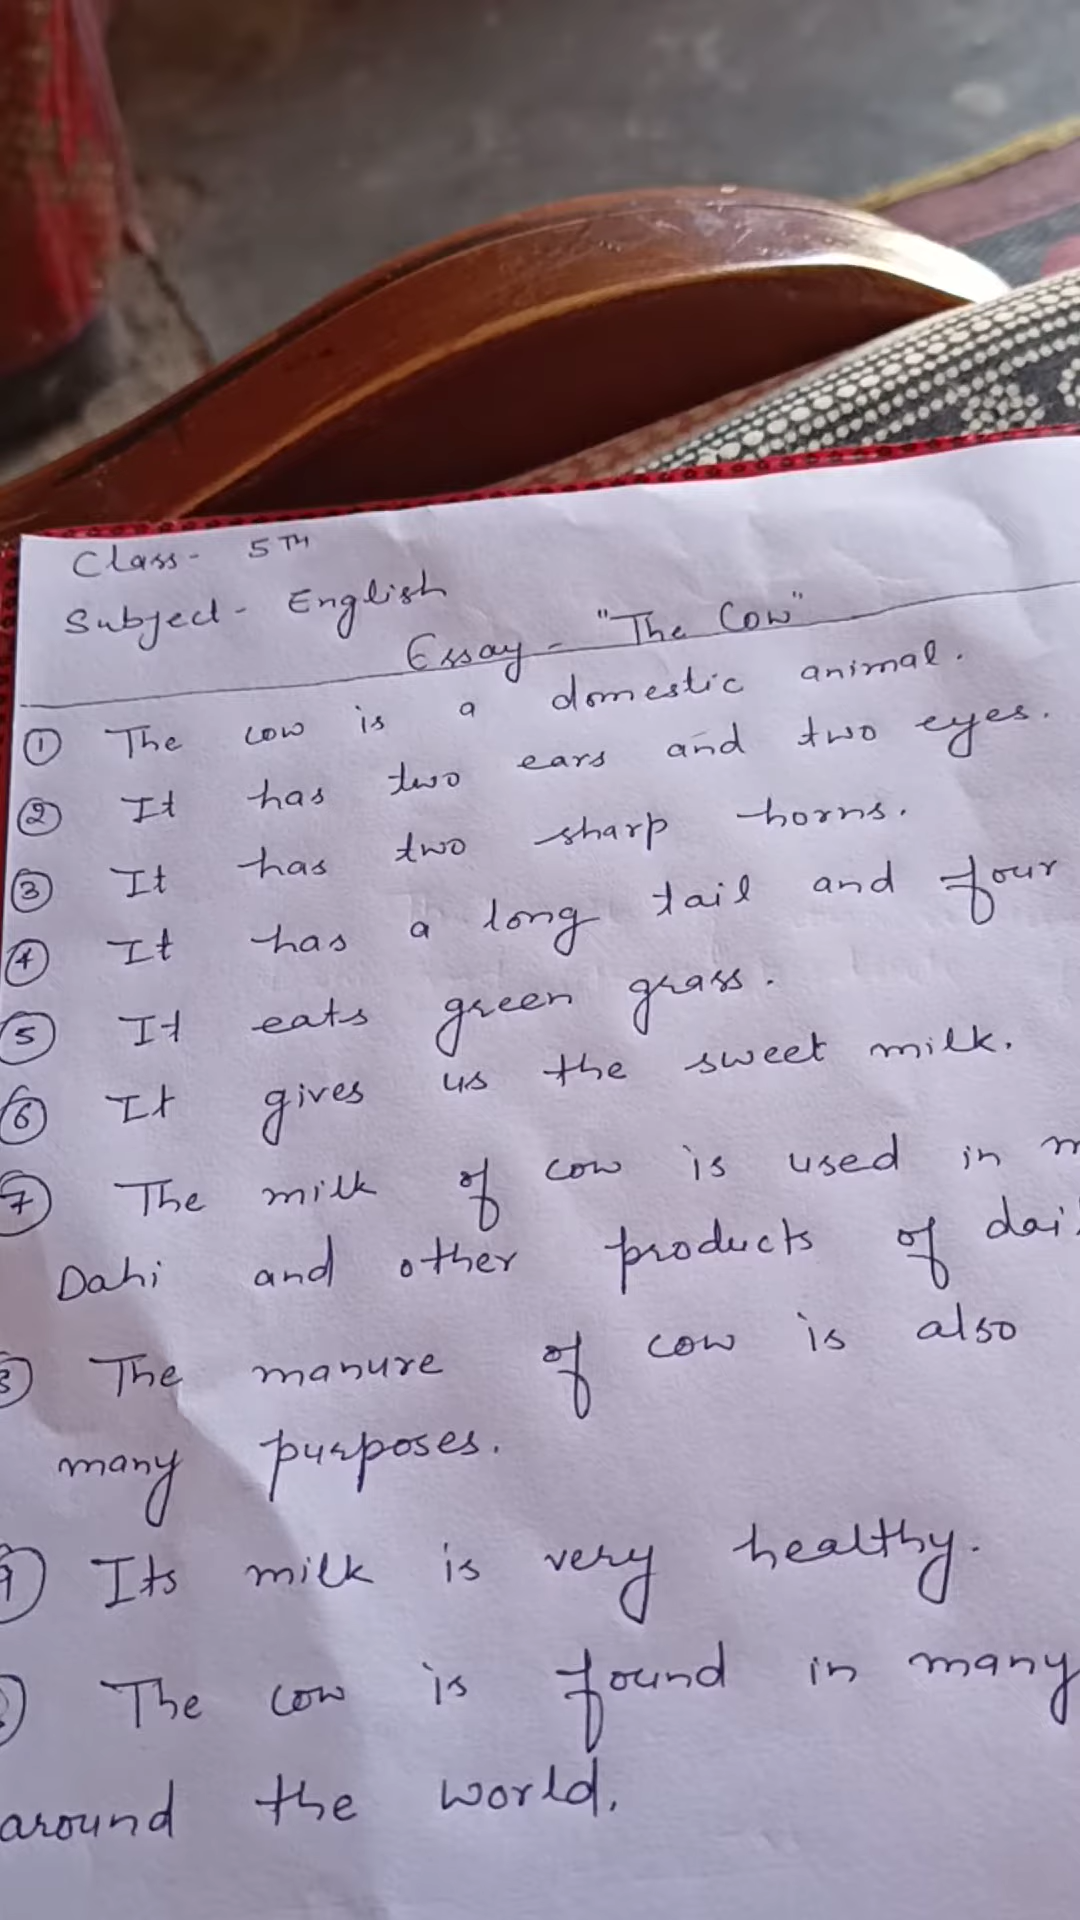 Class- 5TH
Subject- English
Essay- "The Cow"
① The cow is a domestic animal.
② It has two ears and two eyes.
③ It has two sharp horns.
④ It has a long tail and four
⑤ It eats green grass.
⑥ It gives us the sweet milk.
⑦ The milk of cow is used in
Dahi and other products of
⑧ The manure of cow is also
many purposes.
⑨ Its milk is very healthy.
The cow is found in many
around the world.